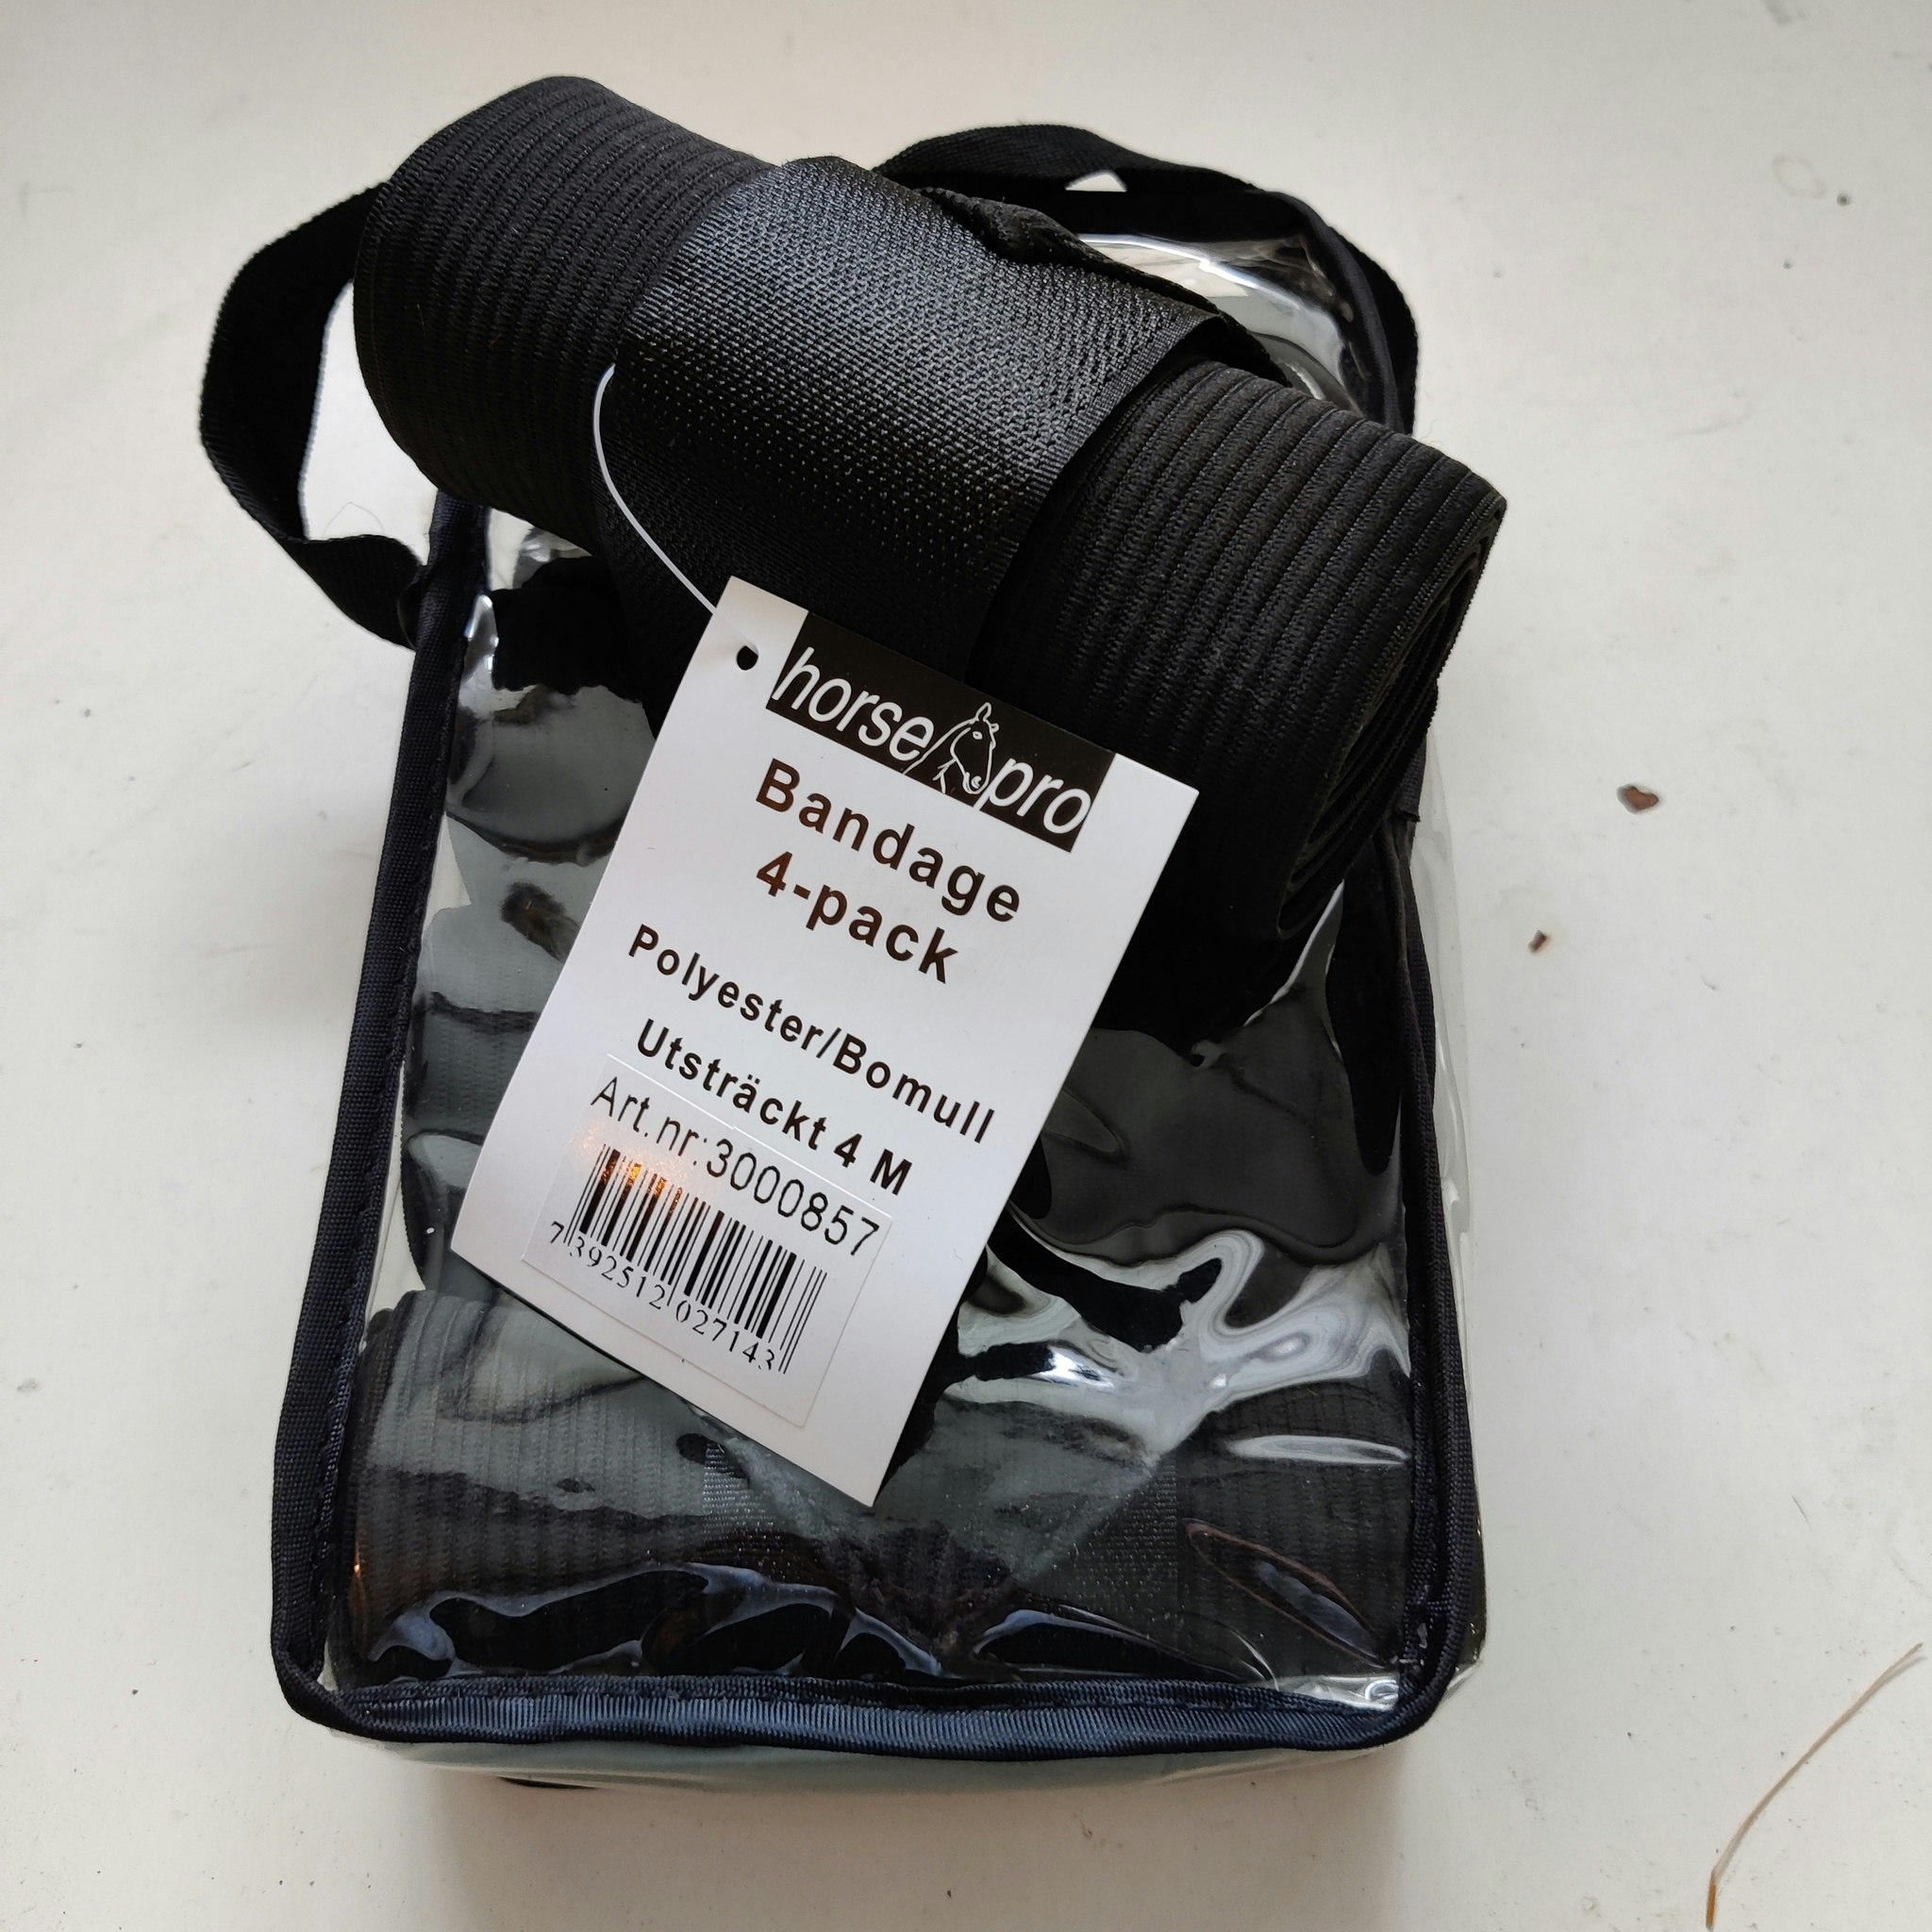 horse pro
Bandage
4-pack
Polyester/Bomull
Utsträckt 4 M
Art.nr:3000857
7392512027143